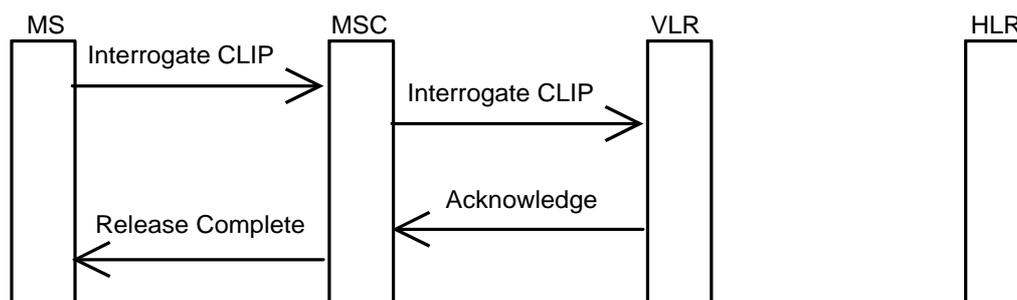 MS MSC VLR HLR
Interrogate CLIP
Interrogate CLIP
Acknowledge
Release Complete